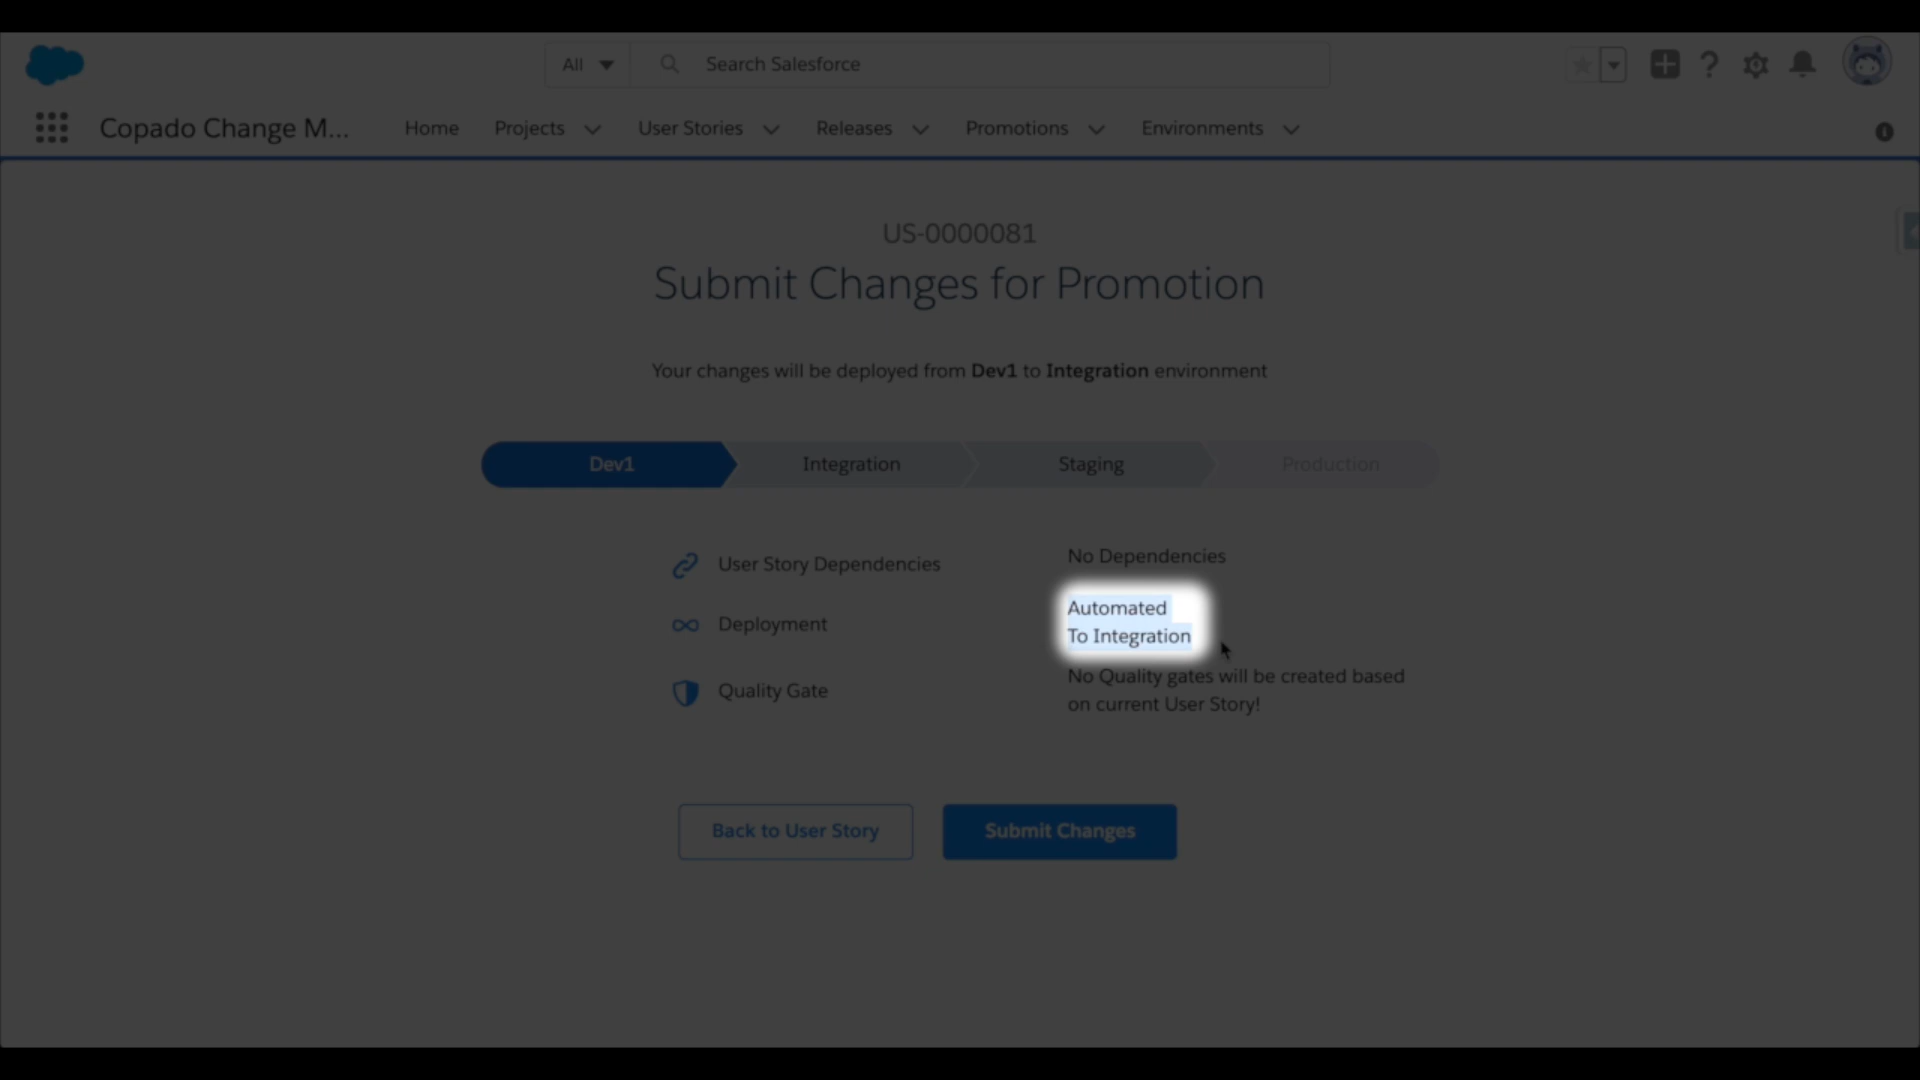 All
Search Salesforce
Copado Change M...
Home
Projects
User Stories
Releases
Promotions
Environments
US-0000081
Submit Changes for Promotion
Your changes will be deployed from Dev1 to Integration environment
Dev1
Integration
Staging
Production
User Story Dependencies
No Dependencies
Deployment
Automated
To Integration
Quality Gate
No Quality gates will be created based
on current User Story!
Back to User Story
Submit Changes